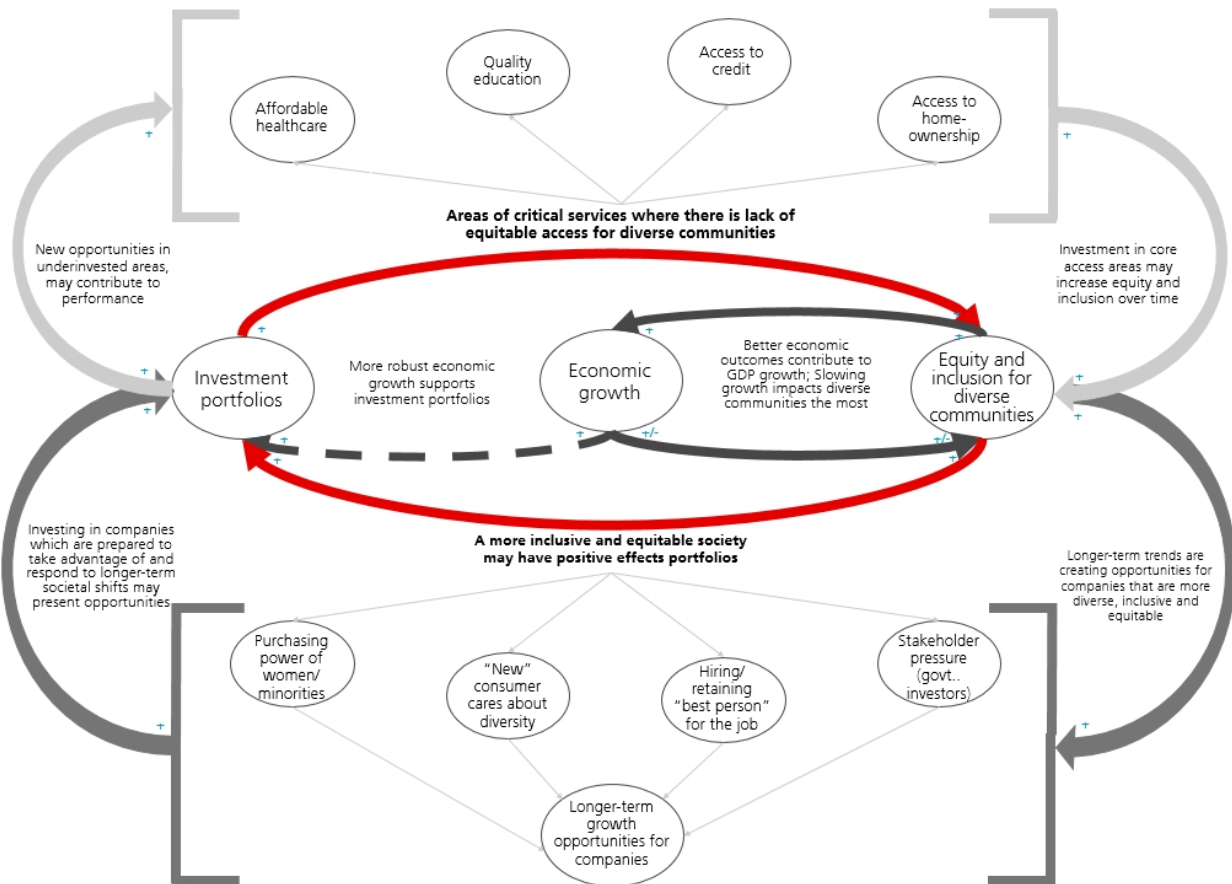 Affordable
healthcare
Quality
education
Access to
credit
Access to
home-
ownership
+
+
Areas of critical services where there is lack of
equitable access for diverse communities
New opportunities in
underinvested areas,
may contribute to
performance
Investment in core
access areas may
increase equity and
inclusion over time
+
+
+
+
Investment
portfolios
More robust economic
growth supports
investment portfolios
Economic
growth
Better economic
outcomes contribute to
GDP growth; Slowing
growth impacts diverse
communities the most
Equity and
inclusion for
diverse
communities
+
+
+
+
+
+
+
+/-
+/-
+
A more inclusive and equitable society
may have positive effects portfolios
Investing in companies
which are prepared to
take advantage of and
respond to longer-term
societal shifts may
present opportunities
Longer-term trends are
creating opportunities for
companies that are more
diverse, inclusive and
equitable
Purchasing
power of
women/
minorities
“New”
consumer
cares about
diversity
Hiring/
retaining
“best person”
for the job
Stakeholder
pressure
(govt..
investors)
+
+
Longer-term
growth
opportunities for
companies